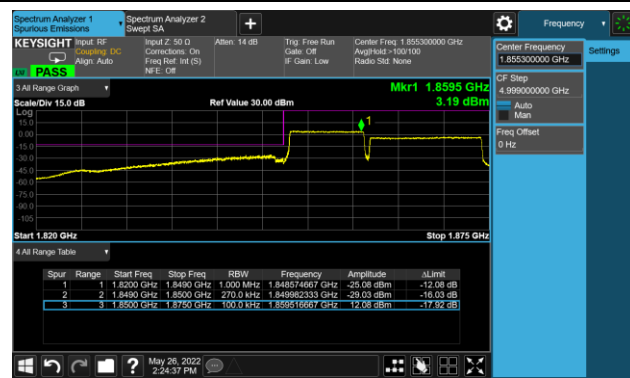 Spectrum Analyzer 1
Spurious Emissions
Spectrum Analyzer 2
Swept SA
Frequency
KEYSIGHT
Input: RF
Coupling: DC
Align: Auto
Input Z: 50 Ω
Corrections: On
Freq Ref: Int (S)
NFE: Off
Atten: 14 dB
Trig: Free Run
Gate: Off
IF Gain: Low
Center Freq: 1.855300000 GHz
Avg|Hold:>100/100
Radio Std: None
PASS
Center Frequency
1.855300000 GHz
Settings
CF Step
4.999000000 GHz
Auto
Man
Freq Offset
0 Hz
3 All Range Graph
Mkr1 1.8595 GHz
3.19 dBm
Scale/Div 15.0 dB
Ref Value 30.00 dBm
Log
15.0
0.00
-15.0
-30.0
-45.0
-60.0
-75.0
-90.0
-105
1
Start 1.820 GHz
Stop 1.875 GHz
4 All Range Table
Spur Range Start Freq Stop Freq RBW Frequency Amplitude ΔLimit
1 1 1.8200 GHz 1.8490 GHz 1.000 MHz 1.848574667 GHz -25.08 dBm -12.08 dB
2 2 1.8490 GHz 1.8500 GHz 270.0 kHz 1.849982333 GHz -29.03 dBm -16.03 dB
3 3 1.8500 GHz 1.8750 GHz 100.0 kHz 1.859516667 GHz 12.08 dBm -17.92 dB
May 26, 2022
2:24:37 PM